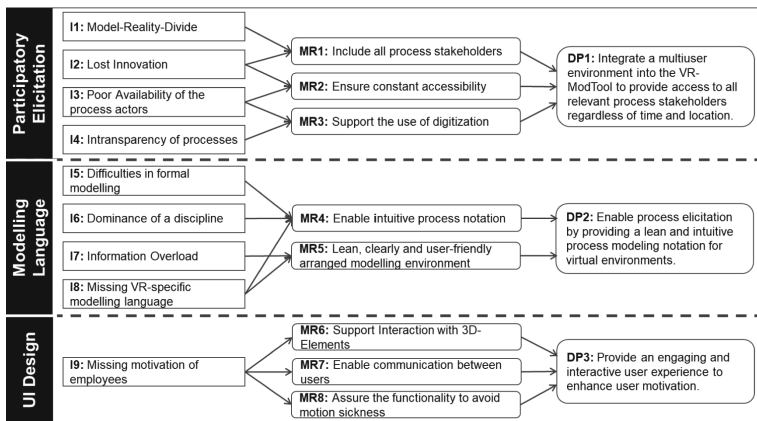 Participatory
Elicitation
I1: Model-Reality-Divide
I2: Lost Innovation
I3: Poor Availability of the
process actors
I4: Intransparency of processes
MR1: Include all process stakeholders
MR2: Ensure constant accessibility
MR3: Support the use of digitization
DP1: Integrate a multiuser
environment into the VR-
ModTool to provide access to all
relevant process stakeholders
regardless of time and location.
Modelling
Language
I5: Difficulties in formal
modelling
I6: Dominance of a discipline
I7: Information Overload
I8: Missing VR-specific
modelling language
MR4: Enable intuitive process notation
MR5: Lean, clearly and user-friendly
arranged modelling environment
DP2: Enable process elicitation
by providing a lean and intuitive
process modeling notation for
virtual environments.
UI Design
I9: Missing motivation of
employees
MR6: Support Interaction with 3D-
Elements
MR7: Enable communication between
users
MR8: Assure the functionality to avoid
motion sickness
DP3: Provide an engaging and
interactive user experience to
enhance user motivation.